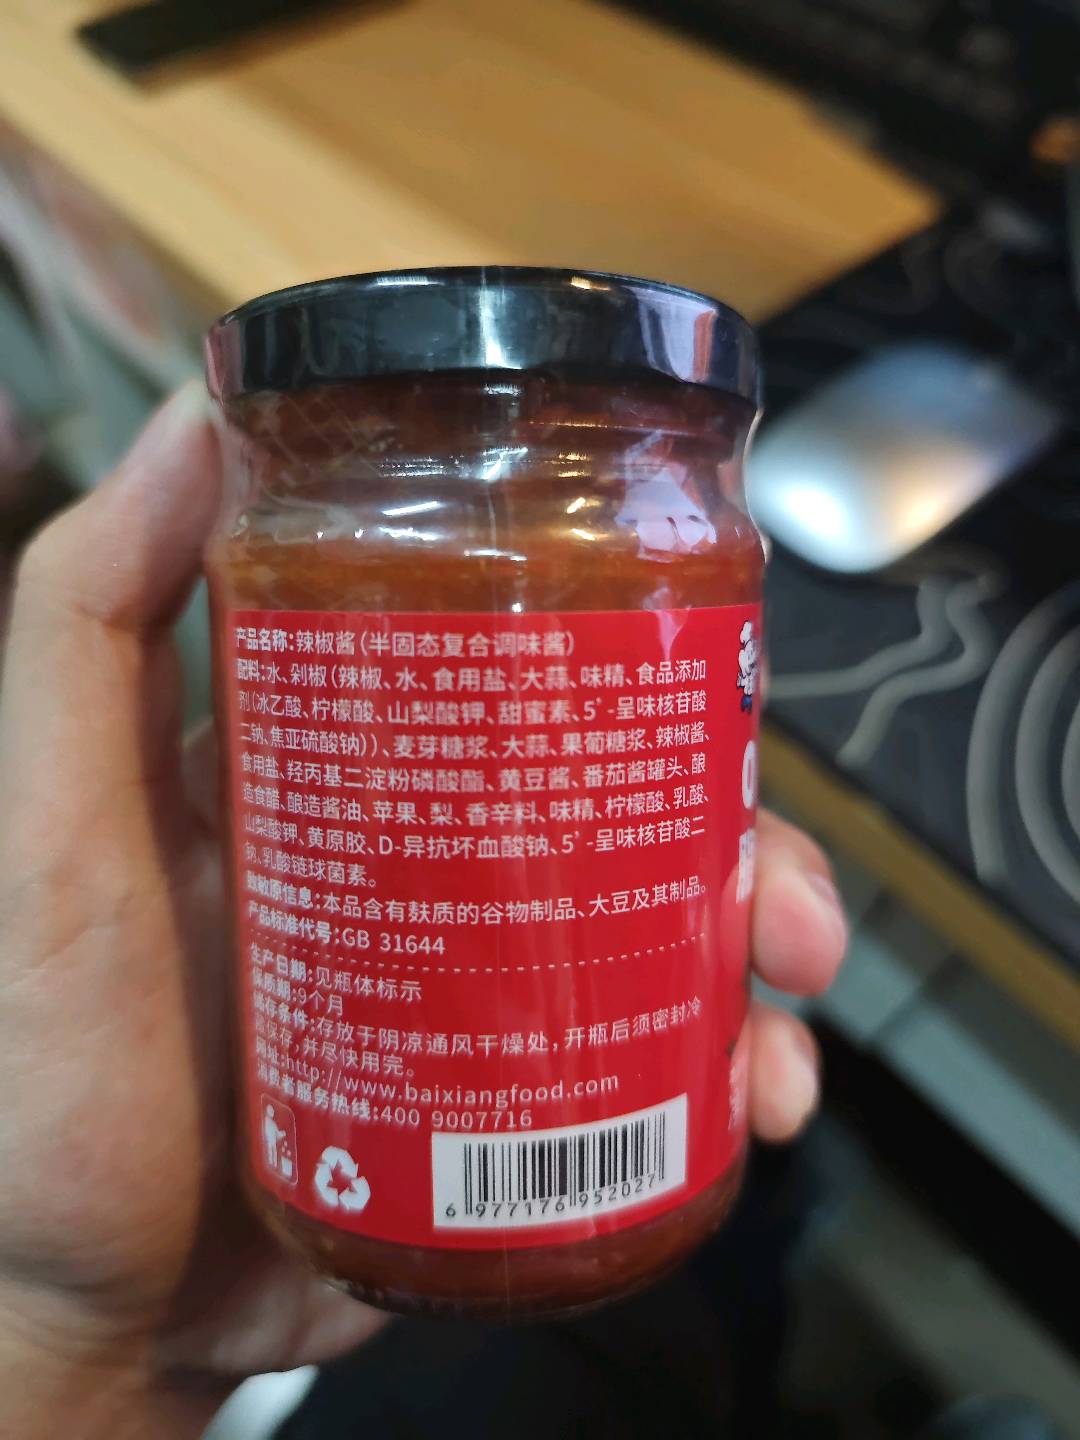 产品名称:辣椒酱(半固态复合调味酱)
配料:水、剁椒(辣椒、水、食用盐、大蒜、味精、食品添加
剂(冰乙酸、柠檬酸、山梨酸钾、甜蜜素、5'-呈味核苷酸
二钠、焦亚硫酸钠))、麦芽糖浆、大蒜、果葡糖浆、辣椒酱、
食用盐、羟丙基二淀粉磷酸酯、黄豆酱、番茄酱罐头、酿
造食醋、酿造酱油、苹果、梨、香辛料、味精、柠檬酸、乳酸、
山梨酸钾、黄原胶、D-异抗坏血酸钠、5'-呈味核苷酸二
钠、乳酸链球菌素。
致敏原信息:本品含有麸质的谷物制品、大豆及其制品。
产品标准代号:GB 31644
生产日期:见瓶体标示
保质期:9个月
储存条件:存放于阴凉通风干燥处,开瓶后须密封冷
藏保存,并尽快用完。
网址:http://www.baixiangfood.com
消费者服务热线:400 9007716
6 977176 952027